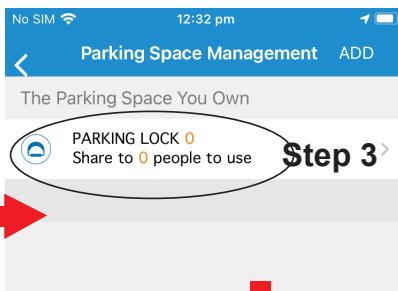 No SIM 12:32 pm
Parking Space Management ADD
The Parking Space You Own
PARKING LOCK 0
Share to 0 people to use
Step 3